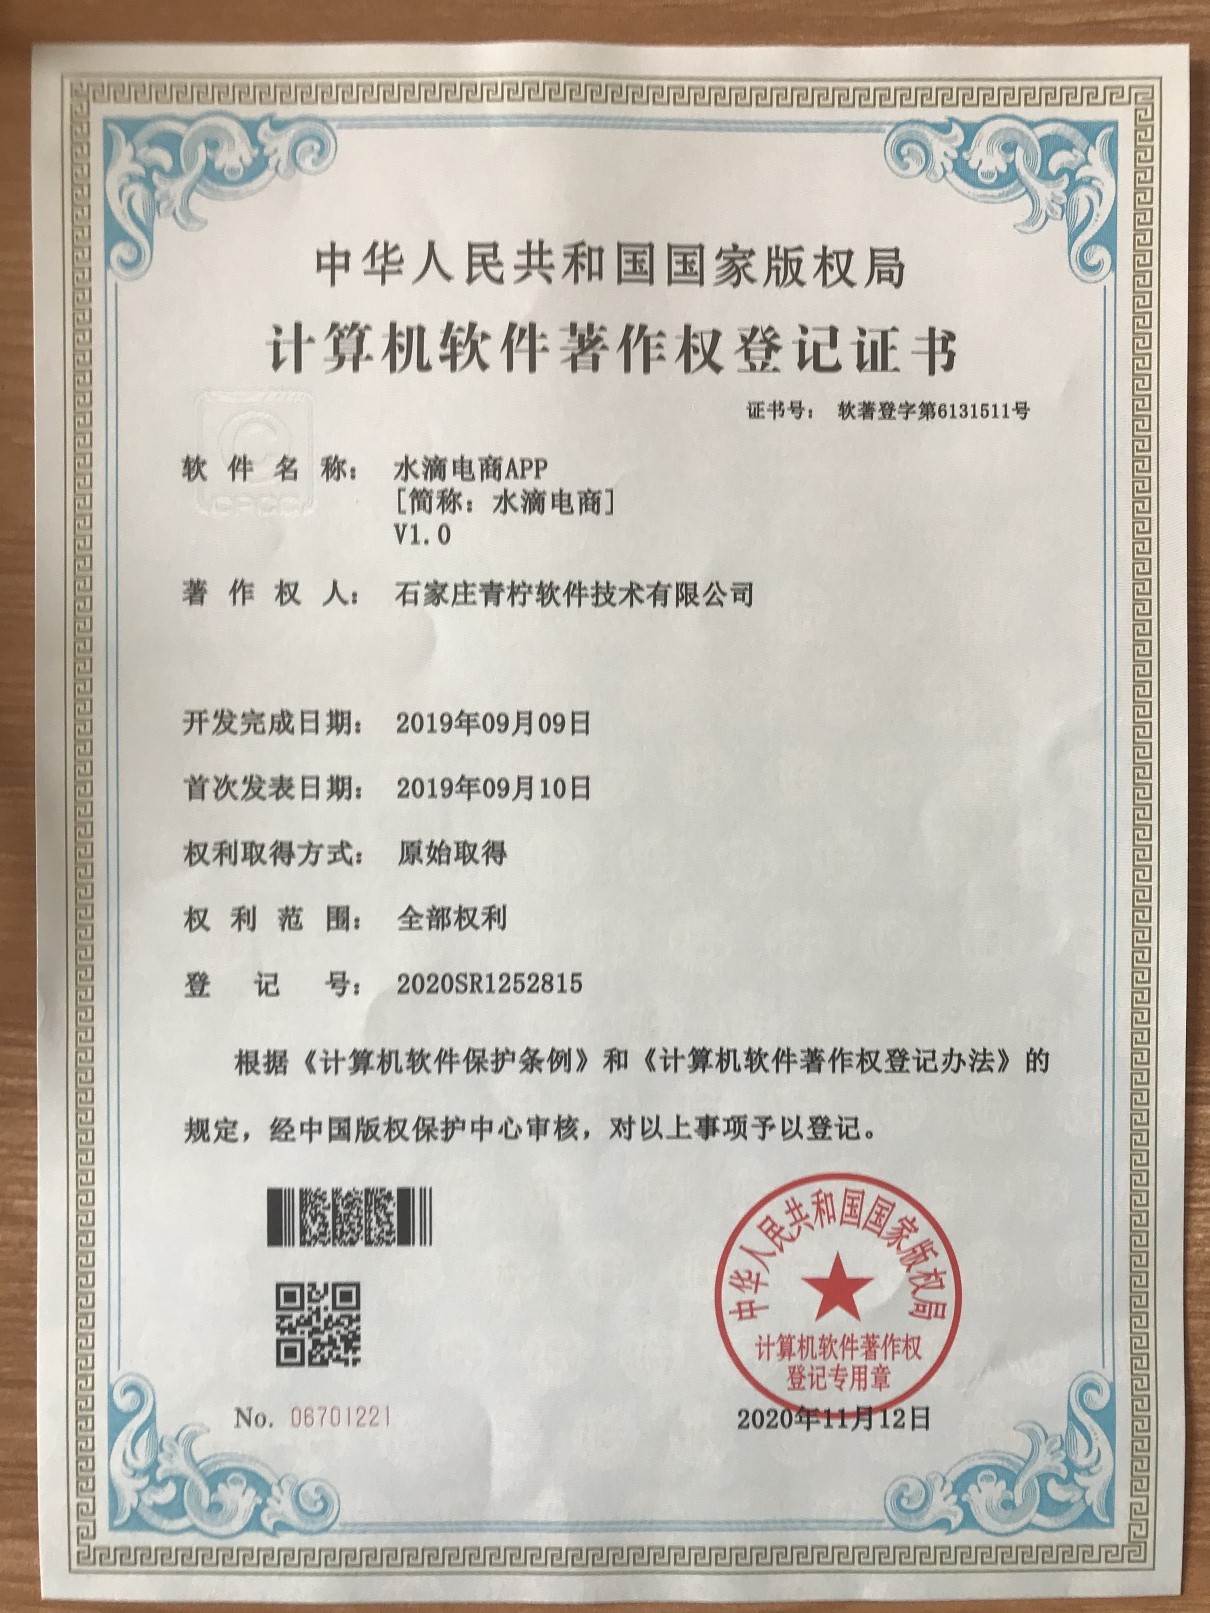 中华人民共和国国家版权局
计算机软件著作权登记证书
证书号： 软著登字第6131511号
软件名称： 水滴电商APP
[简称：水滴电商]
V1.0
著作权人： 石家庄青柠软件技术有限公司
开发完成日期： 2019年09月09日
首次发表日期： 2019年09月10日
权利取得方式： 原始取得
权利范围： 全部权利
登记号： 2020SR1252815
根据《计算机软件保护条例》和《计算机软件著作权登记办法》的
规定，经中国版权保护中心审核，对以上事项予以登记。
中华人民共和国国家版权局
计算机软件著作权
登记专用章
No. 06701221
2020年11月12日